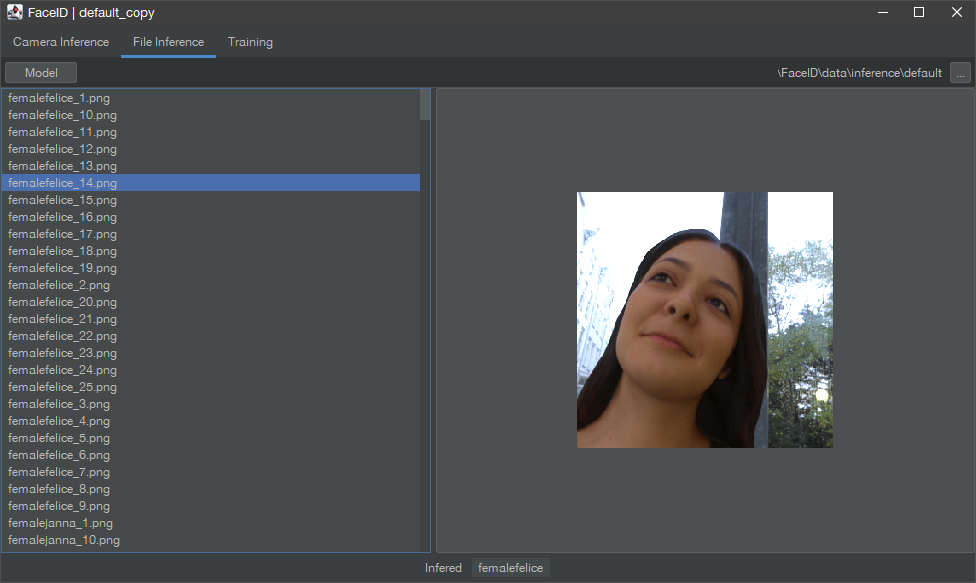 FaceID | default_copy
Camera Inference File Inference Training
Model \FaceID\data\inference\default ...
femalefelice_1.png
femalefelice_10.png
femalefelice_11.png
femalefelice_12.png
femalefelice_13.png
femalefelice_14.png
femalefelice_15.png
femalefelice_16.png
femalefelice_17.png
femalefelice_18.png
femalefelice_19.png
femalefelice_2.png
femalefelice_20.png
femalefelice_21.png
femalefelice_22.png
femalefelice_23.png
femalefelice_24.png
femalefelice_25.png
femalefelice_3.png
femalefelice_4.png
femalefelice_5.png
femalefelice_6.png
femalefelice_7.png
femalefelice_8.png
femalefelice_9.png
femalejanna_1.png
femalejanna_10.png
Infered femalefelice